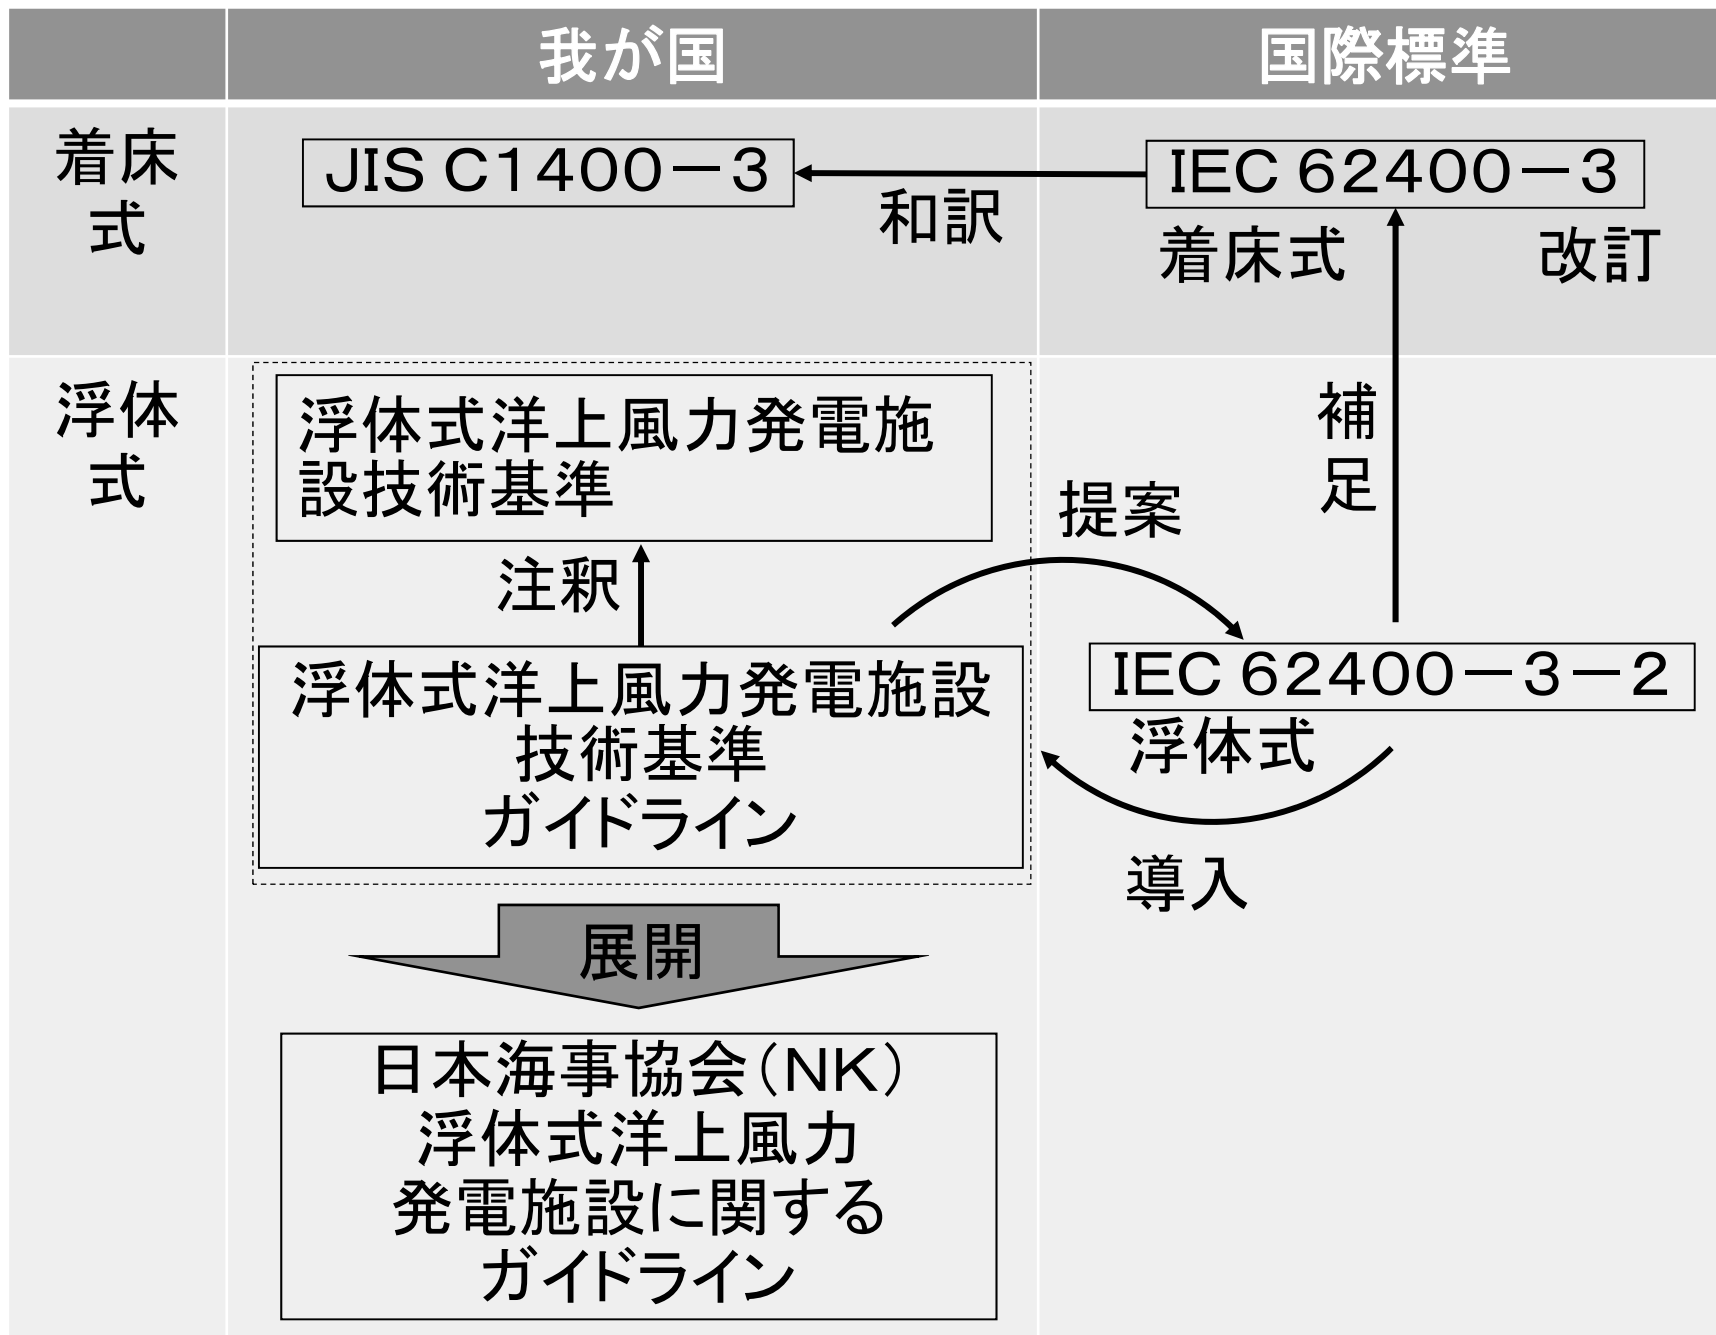 我が国
国際標準
着床
式
JIS C1400-3
IEC 62400-3
和訳
着床式
改訂
浮体
式
浮体式洋上風力発電施
設技術基準
注釈
浮体式洋上風力発電施設
技術基準
ガイドライン
提案
補
足
IEC 62400-3-2
浮体式
導入
展開
日本海事協会(NK)
浮体式洋上風力
発電施設に関する
ガイドライン